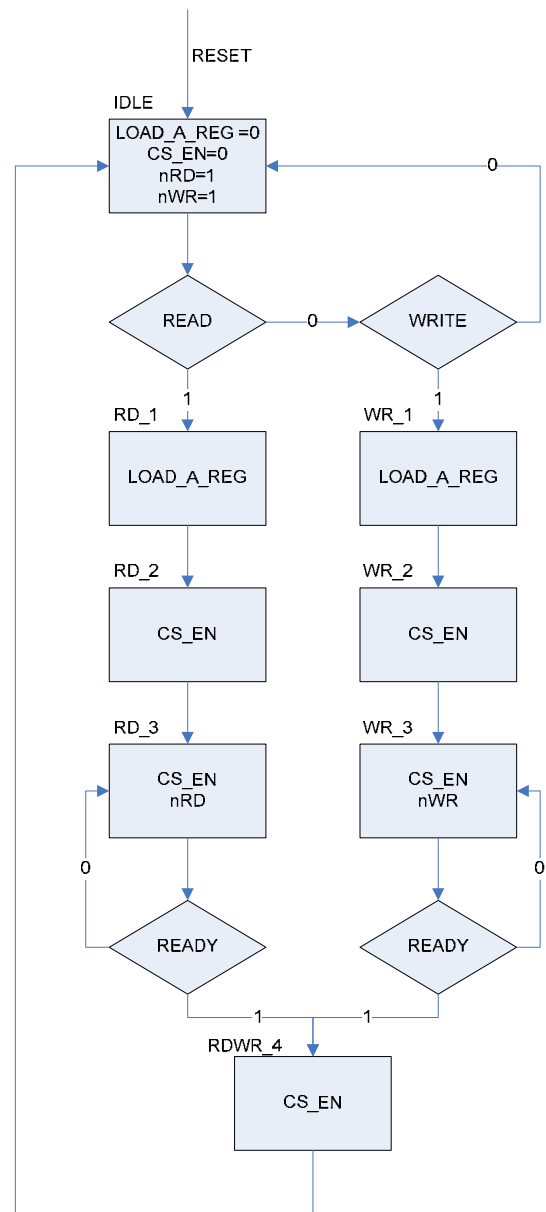 RESET
IDLE
LOAD_A_REG =0
CS_EN=0
nRD=1
nWR=1
0
READ
0
WRITE
1
1
RD_1
WR_1
LOAD_A_REG
LOAD_A_REG
RD_2
WR_2
CS_EN
CS_EN
RD_3
WR_3
CS_EN
nRD
CS_EN
nWR
0
0
READY
READY
1
1
RDWR_4
CS_EN